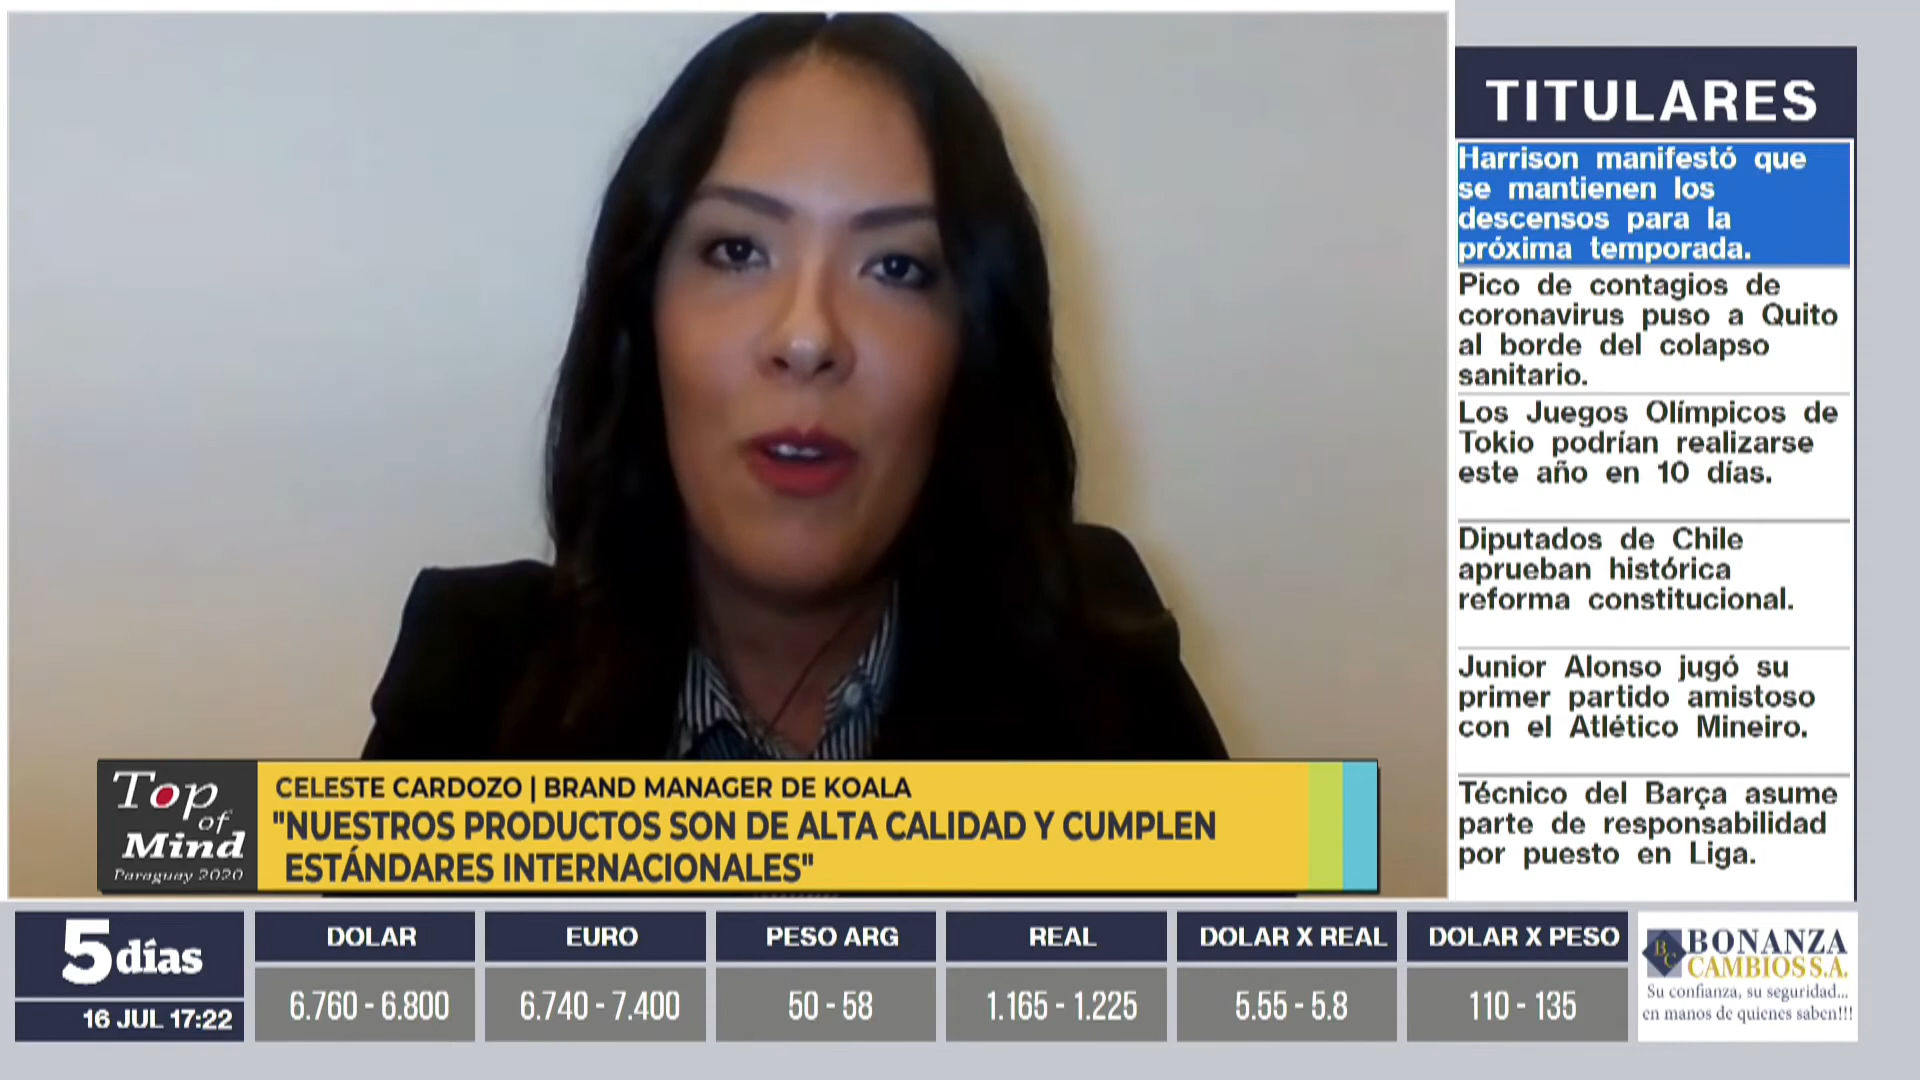 TITULARES
Harrison manifestó que
se mantienen los
descensos para la
próxima temporada.
Pico de contagios de
coronavirus puso a Quito
al borde del colapso
sanitario.
Los Juegos Olímpicos de
Tokio podrían realizarse
este año en 10 días.
Diputados de Chile
aprueban histórica
reforma constitucional.
Junior Alonso jugó su
primer partido amistoso
con el Atlético Mineiro.
Técnico del Barça asume
parte de responsabilidad
por puesto en Liga.
Top
of
Mind
Paraguay 2020
CELESTE CARDOZO | BRAND MANAGER DE KOALA
"NUESTROS PRODUCTOS SON DE ALTA CALIDAD Y CUMPLEN
ESTÁNDARES INTERNACIONALES"
5días
16 JUL 17:22
DOLAR
6.760 - 6.800
EURO
6.740 - 7.400
PESO ARG
50 - 58
REAL
1.165 - 1.225
DOLAR X REAL
5.55 - 5.8
DOLAR X PESO
110 - 135
BC
BONANZA
CAMBIOS S.A.
Su confianza, su seguridad...
en manos de quienes saben!!!